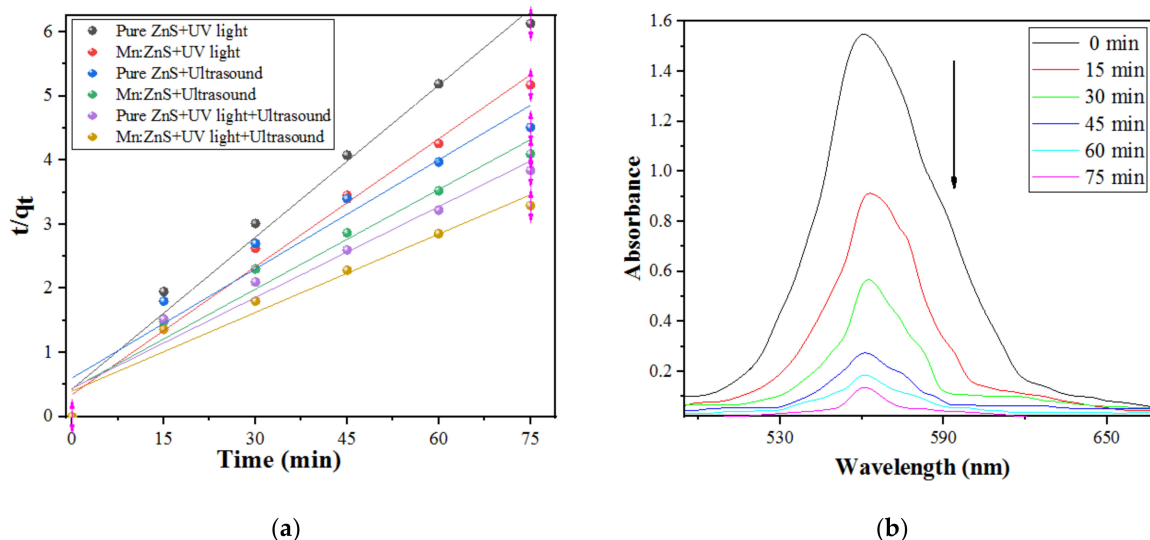 6
5
4
3
2
1
0
t/qt
Pure ZnS+UV light
Mn:ZnS+UV light
Pure ZnS+Ultrasound
Mn:ZnS+Ultrasound
Pure ZnS+UV light+Ultrasound
Mn:ZnS+UV light+Ultrasound
0 15 30 45 60 75
Time (min)
(a)
1.6
1.4
1.2
1.0
0.8
0.6
0.4
0.2
Absorbance
0 min
15 min
30 min
45 min
60 min
75 min
530 590 650
Wavelength (nm)
(b)